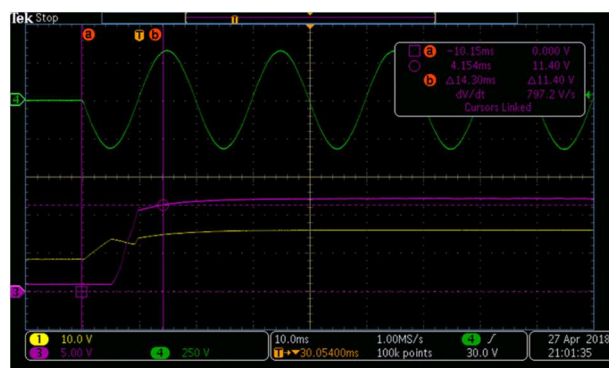 Tek Stop
a
T
b
a -10.15ms 0.000 V
4.154ms 11.40 V
b Δ14.30ms Δ11.40 V
dV/dt 797.2 V/s
Cursors Linked
4
3
1 10.0 V
3 5.00 V 4 250 V
10.0ms 1.00MS/s 4 30.0 V
T→▼30.05400ms 100k points
27 Apr 2018
21:01:35